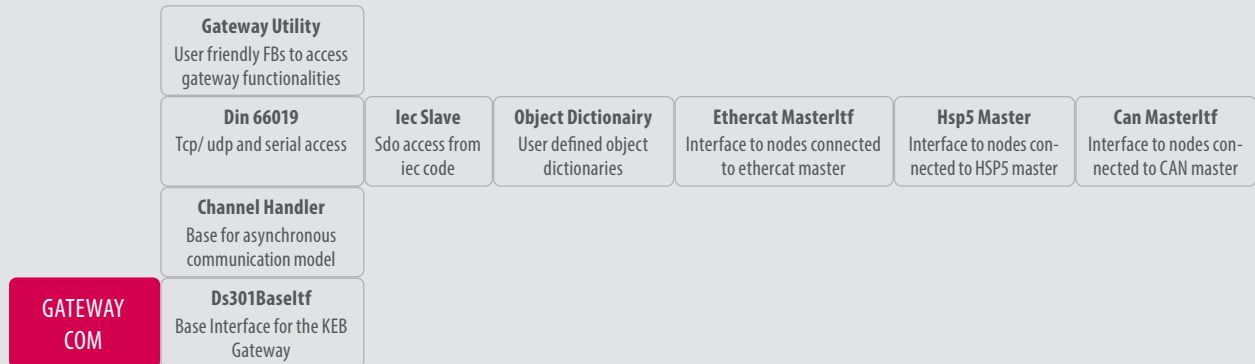 Gateway Utility
User friendly FBs to access
gateway functionalities
Din 66019
Tcp/ udp and serial access
Iec Slave
Sdo access from
iec code
Object Dictionairy
User defined object
dictionaries
Ethercat MasterItf
Interface to nodes connected
to ethercat master
Hsp5 Master
Interface to nodes con-
nected to HSP5 master
Can MasterItf
Interface to nodes con-
nected to CAN master
Channel Handler
Base for asynchronous
communication model
GATEWAY
COM
Ds301BaseItf
Base Interface for the KEB
Gateway